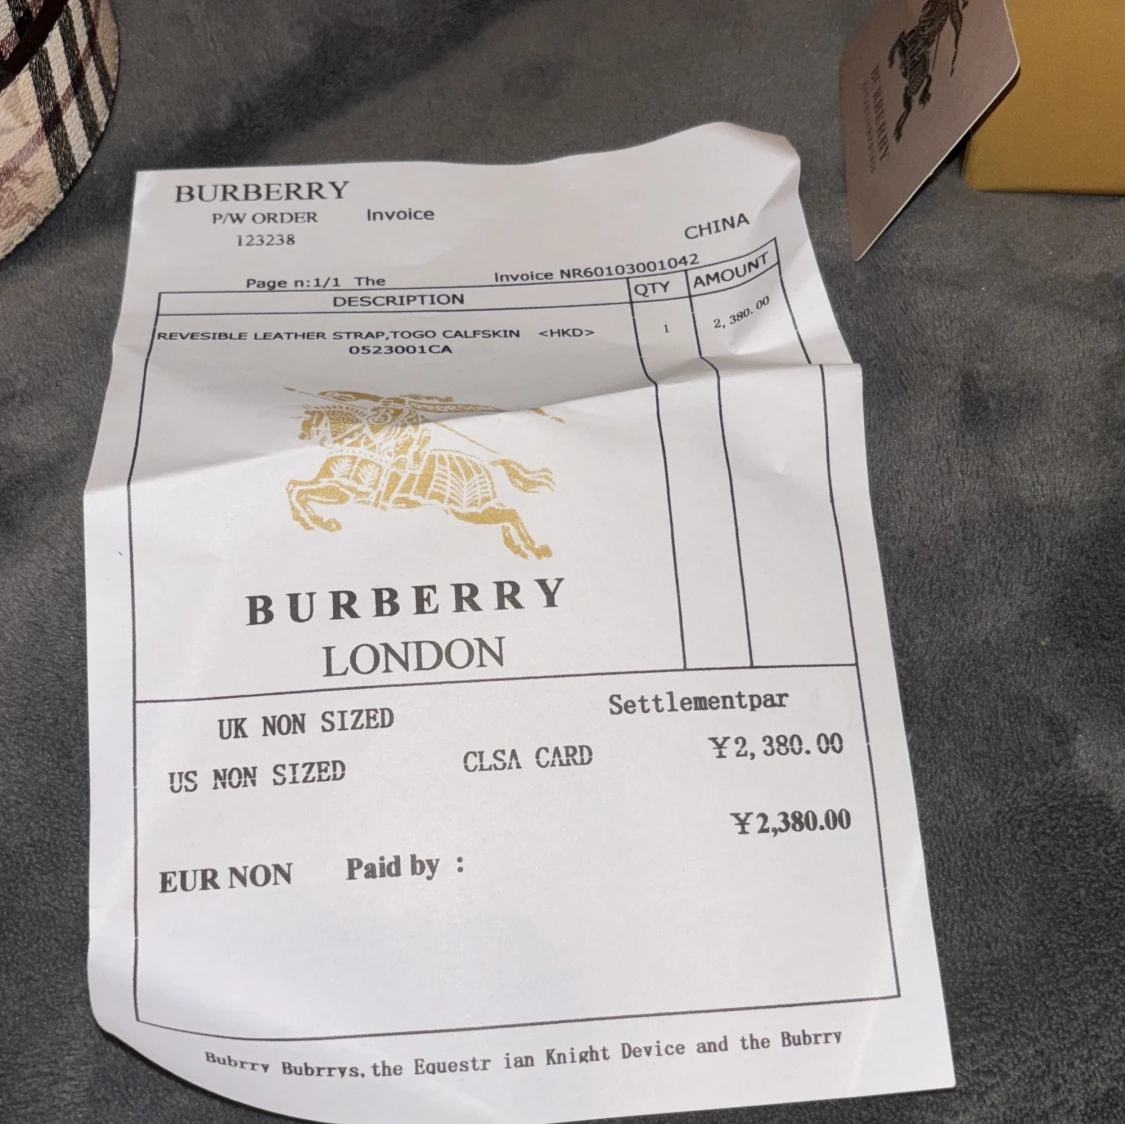 BURBERRY
BURBERRY
P/W ORDER Invoice
123238
CHINA
Page n:1/1 The Invoice NR60103001042
DESCRIPTION QTY AMOUNT
REVESIBLE LEATHER STRAP,TOGO CALFSKIN <HKD> 1 2,380.00
0523001CA
BURBERRY
LONDON
UK NON SIZED Settlementpar
US NON SIZED CLSA CARD ¥2,380.00
¥2,380.00
EUR NON Paid by :
Bubrry Bubrrys, the Equestr ian Knight Device and the Bubrry